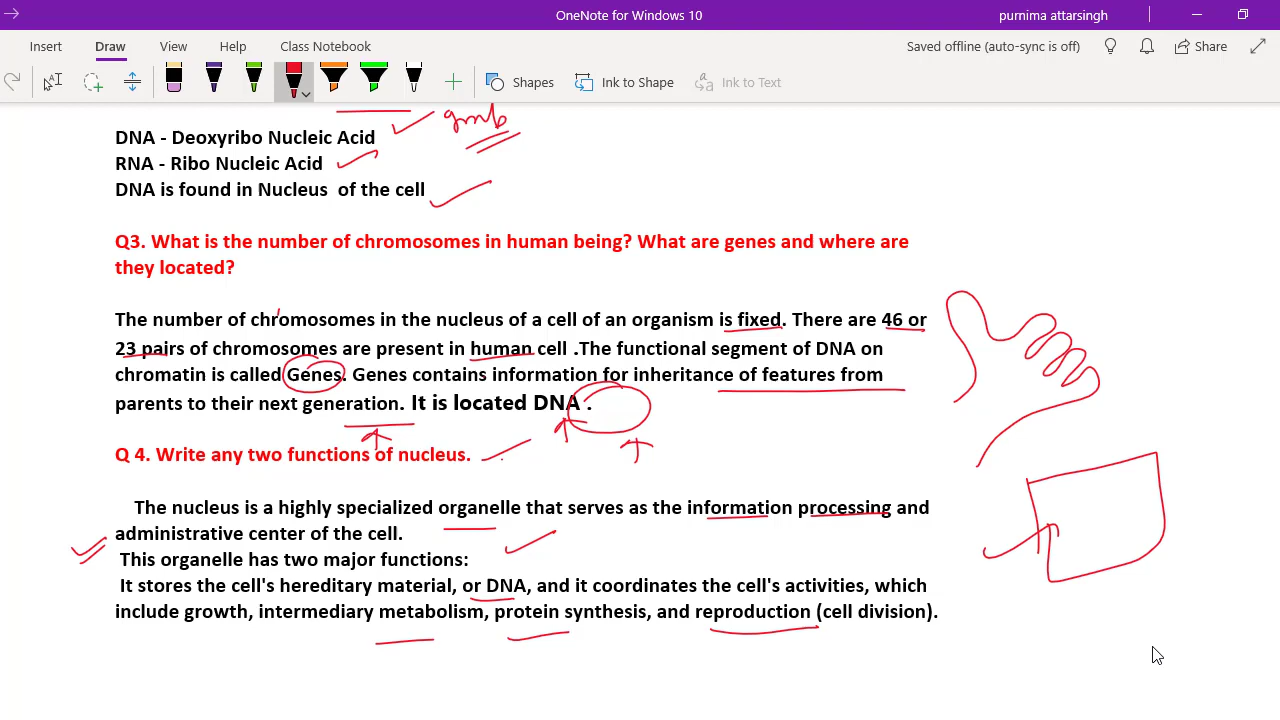 OneNote for Windows 10
purnima attarsingh
Insert Draw View Help Class Notebook
Saved offline (auto-sync is off) Share
Shapes Ink to Shape Ink to Text
DNA - Deoxyribo Nucleic Acid
RNA - Ribo Nucleic Acid
DNA is found in Nucleus of the cell
Q3. What is the number of chromosomes in human being? What are genes and where are
they located?
The number of chromosomes in the nucleus of a cell of an organism is fixed. There are 46 or
23 pairs of chromosomes are present in human cell .The functional segment of DNA on
chromatin is called Genes. Genes contains information for inheritance of features from
parents to their next generation. It is located DNA .
Q 4. Write any two functions of nucleus.
The nucleus is a highly specialized organelle that serves as the information processing and
administrative center of the cell.
This organelle has two major functions:
It stores the cell's hereditary material, or DNA, and it coordinates the cell's activities, which
include growth, intermediary metabolism, protein synthesis, and reproduction (cell division).